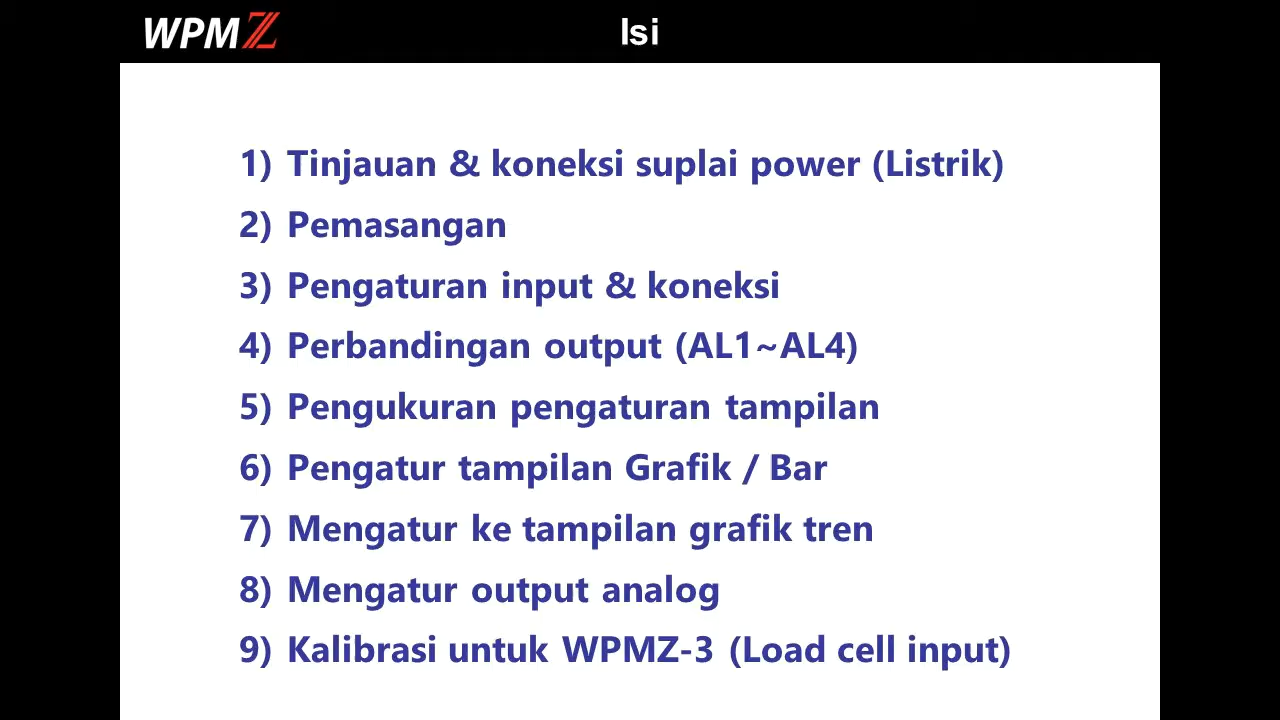 WPMZ
Isi
1) Tinjauan & koneksi suplai power (Listrik)
2) Pemasangan
3) Pengaturan input & koneksi
4) Perbandingan output (AL1~AL4)
5) Pengukuran pengaturan tampilan
6) Pengatur tampilan Grafik / Bar
7) Mengatur ke tampilan grafik tren
8) Mengatur output analog
9) Kalibrasi untuk WPMZ-3 (Load cell input)